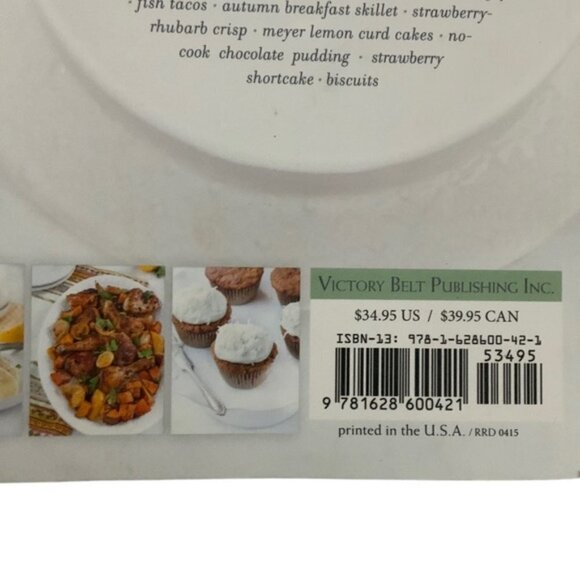 • fish tacos • autumn breakfast skillet • strawberry-
rhubarb crisp • meyer lemon curd cakes • no-
cook chocolate pudding • strawberry
shortcake • biscuits
VICTORY BELT PUBLISHING INC.
$34.95 US / $39.95 CAN
ISBN-13: 978-1-628600-42-1
53495
9 781628 600421
printed in the U.S.A. / RRD 0415